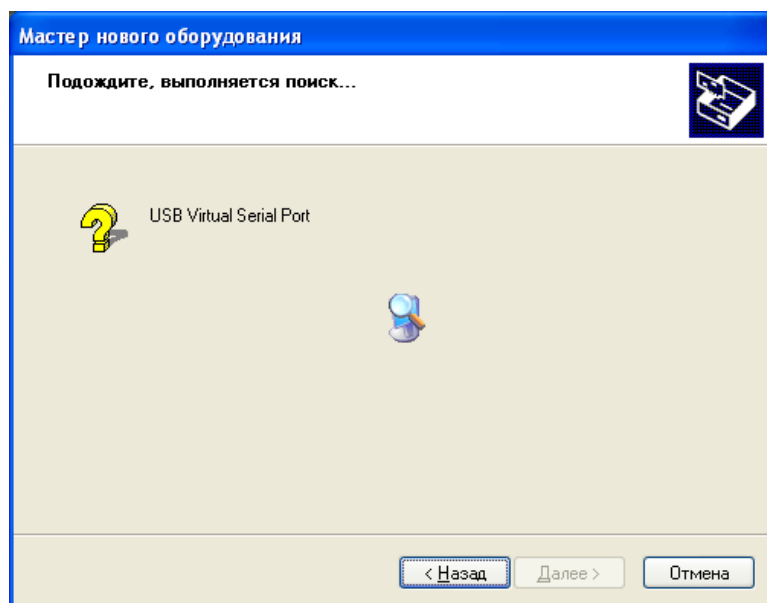 Мастер нового оборудования
Подождите, выполняется поиск...
USB Virtual Serial Port
< Назад
Далее >
Отмена